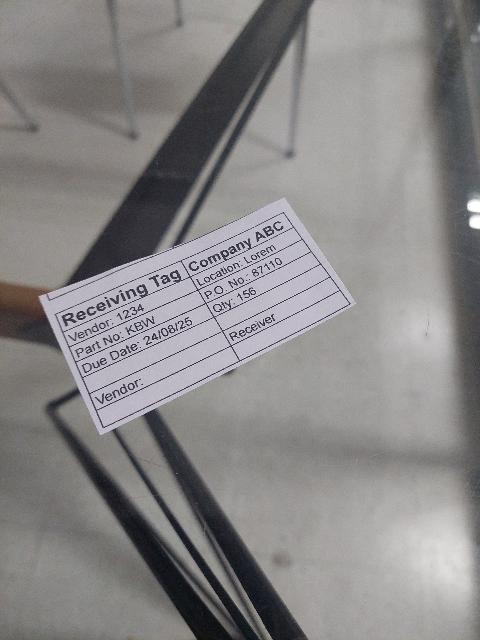 Receiving Tag Company ABC
Vendor: 1234 Location: Lorem
Part No: KBW P.O. No.: 87110
Due Date: 24/08/25 Qty: 156
Vendor: Receiver